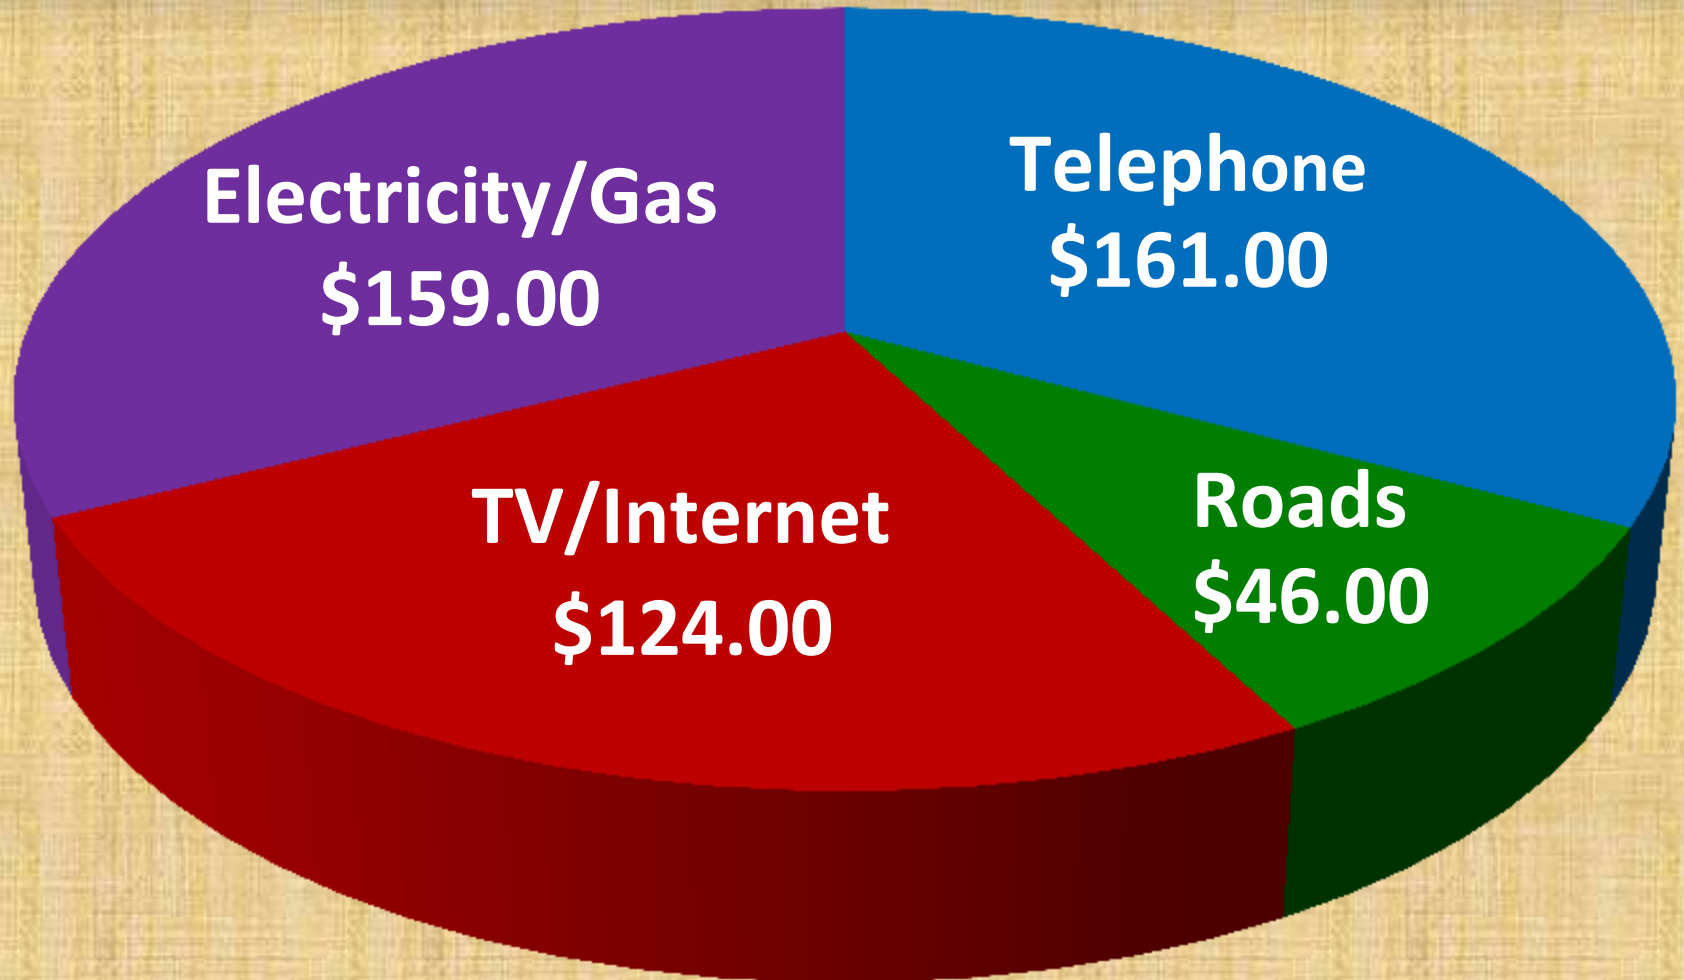 Electricity/Gas
$159.00
Telephone
$161.00
TV/Internet
$124.00
Roads
$46.00